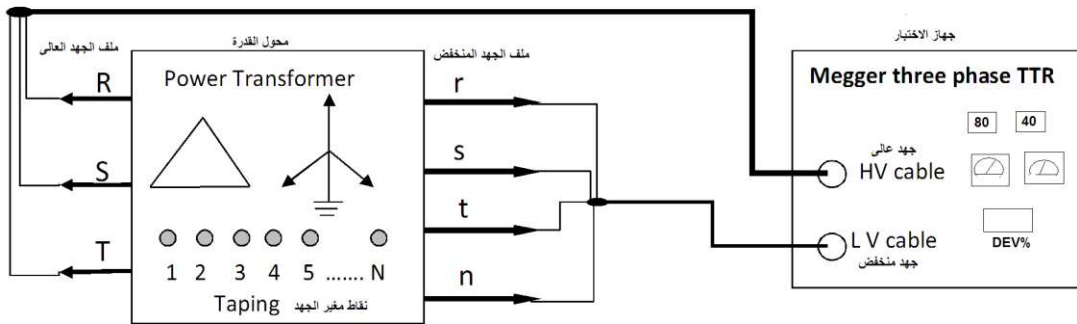 ملف الجهد العالى
محول القدرة
ملف الجهد المنخفض
جهاز الاختبار
R
Power Transformer
r
Megger three phase TTR
80
40
S
s
جهد عالى
HV cable
T
t
1 2 3 4 5 ....... N
n
L V cable
جهد منخفض
DEV%
Taping نقاط مغير الجهد